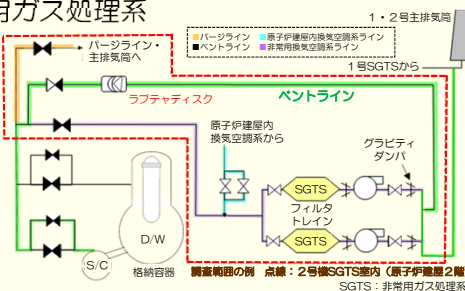 用ガス処理系
1・2号主排気筒
パージライン
原子炉建屋内換気空調系ライン
ベントライン
非常用換気空調系ライン
パージライン・
主排気筒へ
1号SGTSから
ラプチャディスク
ベントライン
原子炉建屋内
換気空調系から
グラビティ
ダンパ
SGTS
フィルタ
トレイン
SGTS
D/W
S/C
格納容器
調査範囲の例 点線:2号機SGTS室内(原子炉建屋2階
SGTS:非常用ガス処理系